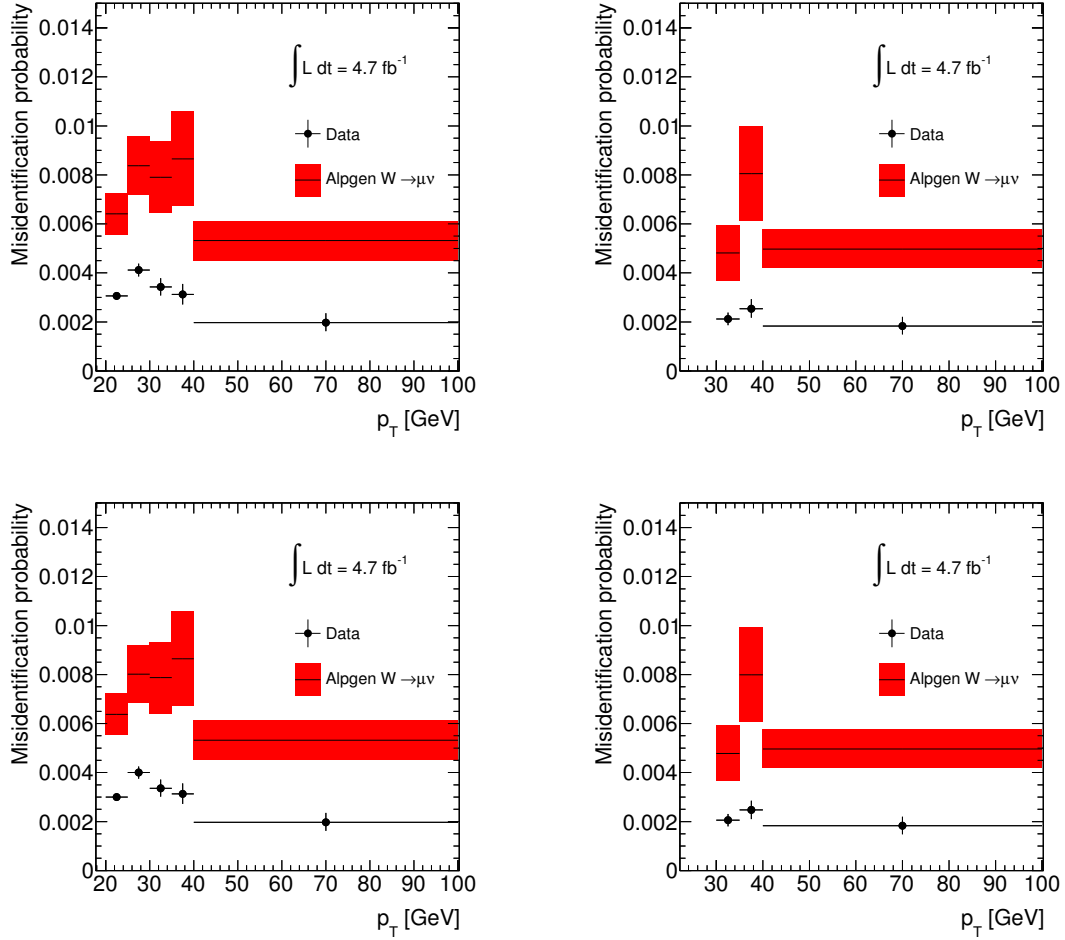 Misidentification probability
0.014
0.012
0.01
0.008
0.006
0.004
0.002
0
∫ L dt = 4.7 fb⁻¹
Data
Alpgen W →μν
20 30 40 50 60 70 80 90 100
p_T [GeV]
Misidentification probability
0.014
0.012
0.01
0.008
0.006
0.004
0.002
0
∫ L dt = 4.7 fb⁻¹
Data
Alpgen W →μν
30 40 50 60 70 80 90 100
p_T [GeV]
Misidentification probability
0.014
0.012
0.01
0.008
0.006
0.004
0.002
0
∫ L dt = 4.7 fb⁻¹
Data
Alpgen W →μν
20 30 40 50 60 70 80 90 100
p_T [GeV]
Misidentification probability
0.014
0.012
0.01
0.008
0.006
0.004
0.002
0
∫ L dt = 4.7 fb⁻¹
Data
Alpgen W →μν
30 40 50 60 70 80 90 100
p_T [GeV]